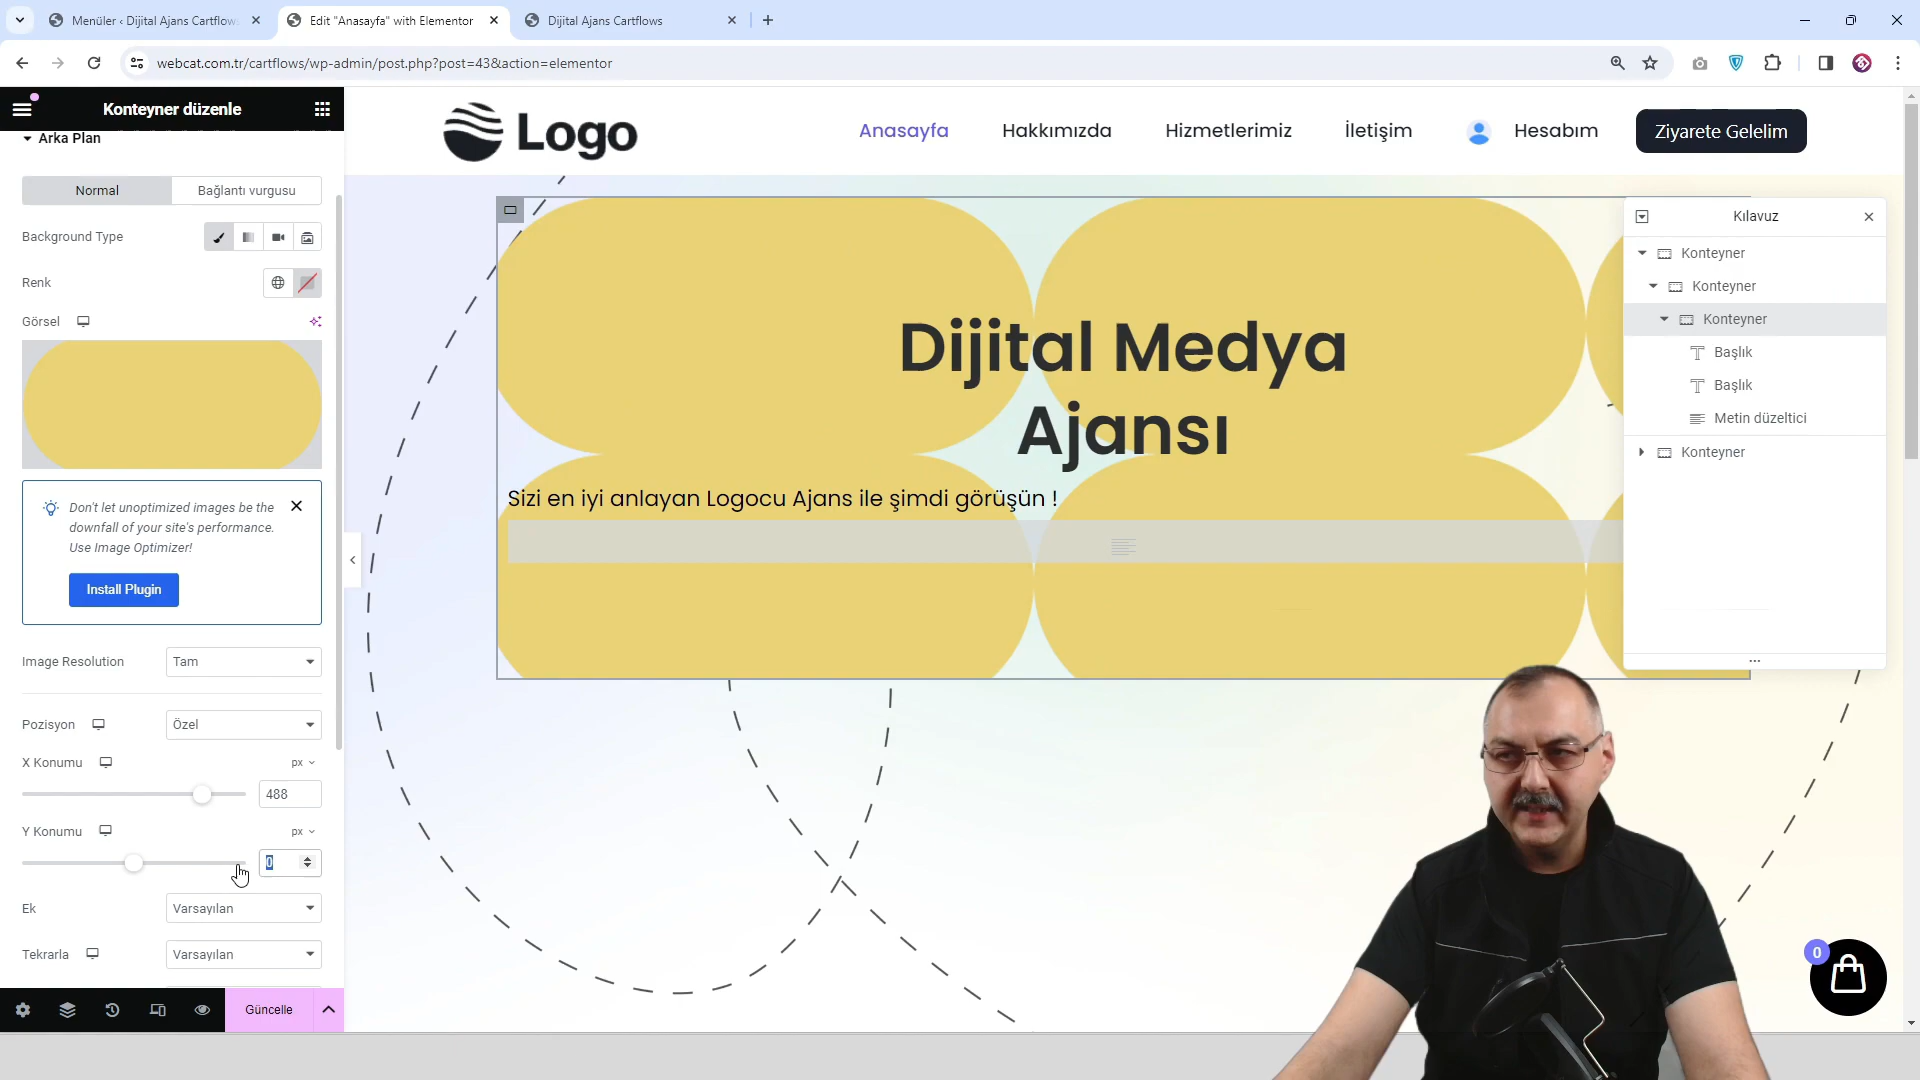 Menüler ‹ Dijital Ajans Cartflows
Edit "Anasayfa" with Elementor
Dijital Ajans Cartflows
webcat.com.tr/cartflows/wp-admin/post.php?post=43&action=elementor
Konteyner düzenle
Arka Plan
Normal
Bağlantı vurgusu
Background Type
Renk
Görsel
Don't let unoptimized images be the
downfall of your site's performance.
Use Image Optimizer!
Install Plugin
Image Resolution
Tam
Pozisyon
Özel
X Konumu
px
488
Y Konumu
px
0
Ek
Varsayılan
Tekrarla
Varsayılan
Güncelle
Logo
Anasayfa
Hakkımızda
Hizmetlerimiz
İletişim
Hesabım
Ziyarete Gelelim
Dijital Medya
Ajansı
Sizi en iyi anlayan Logocu Ajans ile şimdi görüşün !
Kılavuz
Konteyner
Konteyner
Konteyner
Başlık
Başlık
Metin düzeltici
Konteyner
0